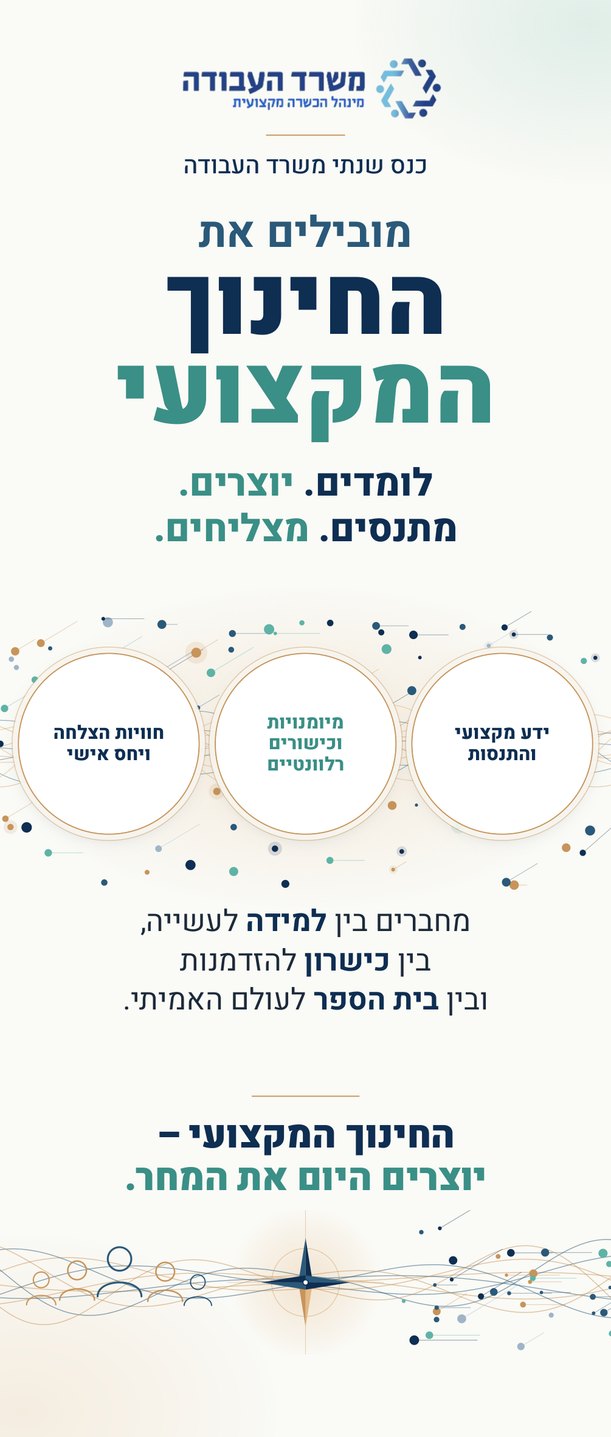 משרד העבודה
מינהל הכשרה מקצועית
כנס שנתי משרד העבודה
מובילים את
החינוך
המקצועי
לומדים. יוצרים.
מתנסים. מצליחים.
ידע מקצועי
והתנסות
מיומנויות
וכישורים
רלוונטיים
חוויות הצלחה
ויחס אישי
מחברים בין למידה לעשייה,
בין כישרון להזדמנות
ובין בית הספר לעולם האמיתי.
החינוך המקצועי –
יוצרים היום את המחר.